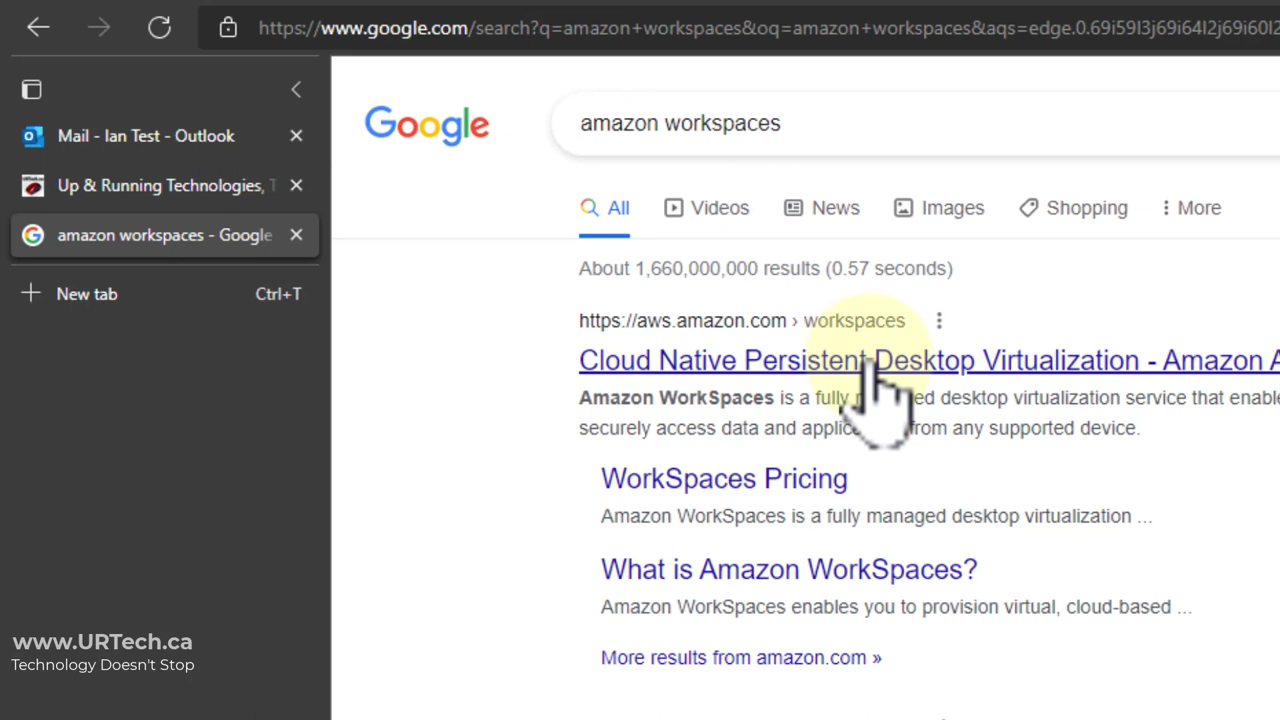 https://www.google.com/search?q=amazon+workspaces&oq=amazon+workspaces&aqs=edge.0.69i59l3j69i64l2j69i60l2
Mail - Ian Test - Outlook
Up & Running Technologies, T
amazon workspaces - Google
New tab Ctrl+T
www.URTech.ca
Technology Doesn't Stop
Google
amazon workspaces
All Videos News Images Shopping More
About 1,660,000,000 results (0.57 seconds)
https://aws.amazon.com › workspaces
Cloud Native Persistent Desktop Virtualization - Amazon A
Amazon WorkSpaces is a fully desktop virtualization service that enable
securely access data and from any supported device.
WorkSpaces Pricing
Amazon WorkSpaces is a fully managed desktop virtualization ...
What is Amazon WorkSpaces?
Amazon WorkSpaces enables you to provision virtual, cloud-based ...
More results from amazon.com »